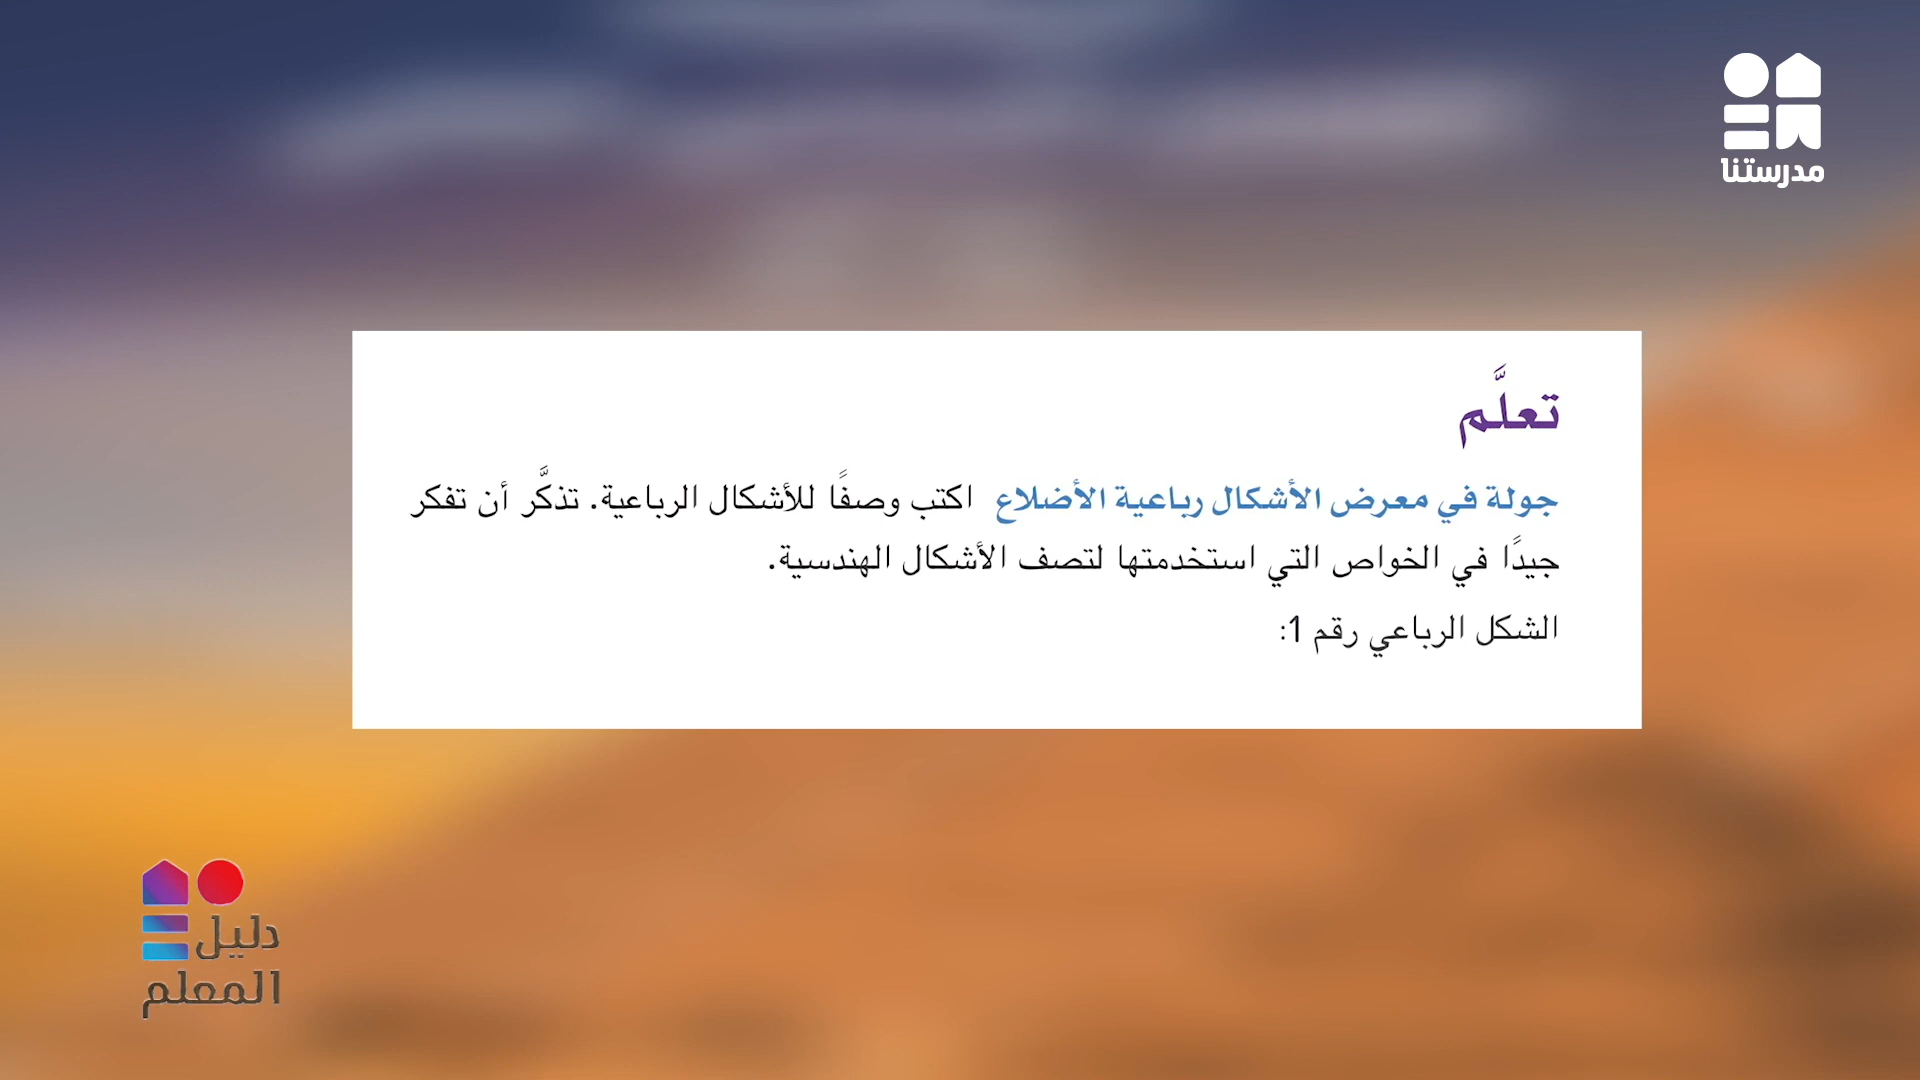 مدرستنا
تعلَّم
جولة في معرض الأشكال رباعية الأضلاع اكتب وصفًا للأشكال الرباعية. تذكَّر أن تفكر
جيدًا في الخواص التي استخدمتها لتصف الأشكال الهندسية.
الشكل الرباعي رقم 1:
دليل
المعلم